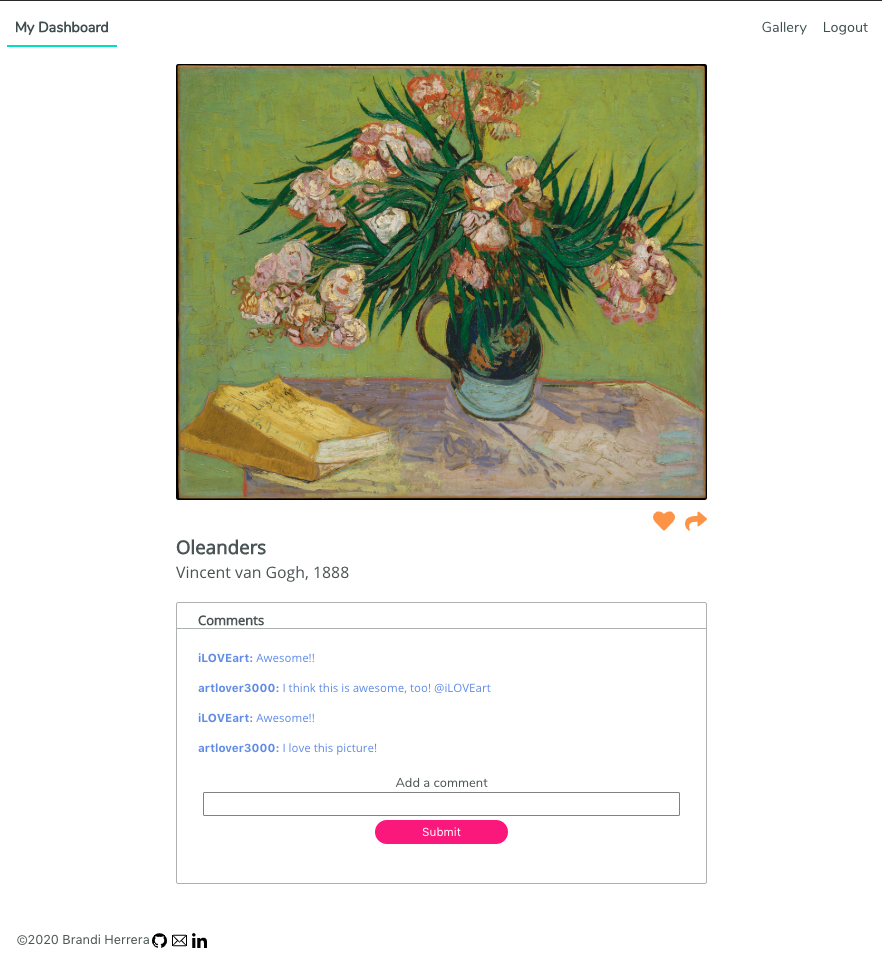 My Dashboard
Gallery Logout
Oleanders
Vincent van Gogh, 1888
Comments
iLOVEart: Awesome!!
artlover3000: I think this is awesome, too! @iLOVEart
iLOVEart: Awesome!!
artlover3000: I love this picture!
Add a comment
Submit
©2020 Brandi Herrera